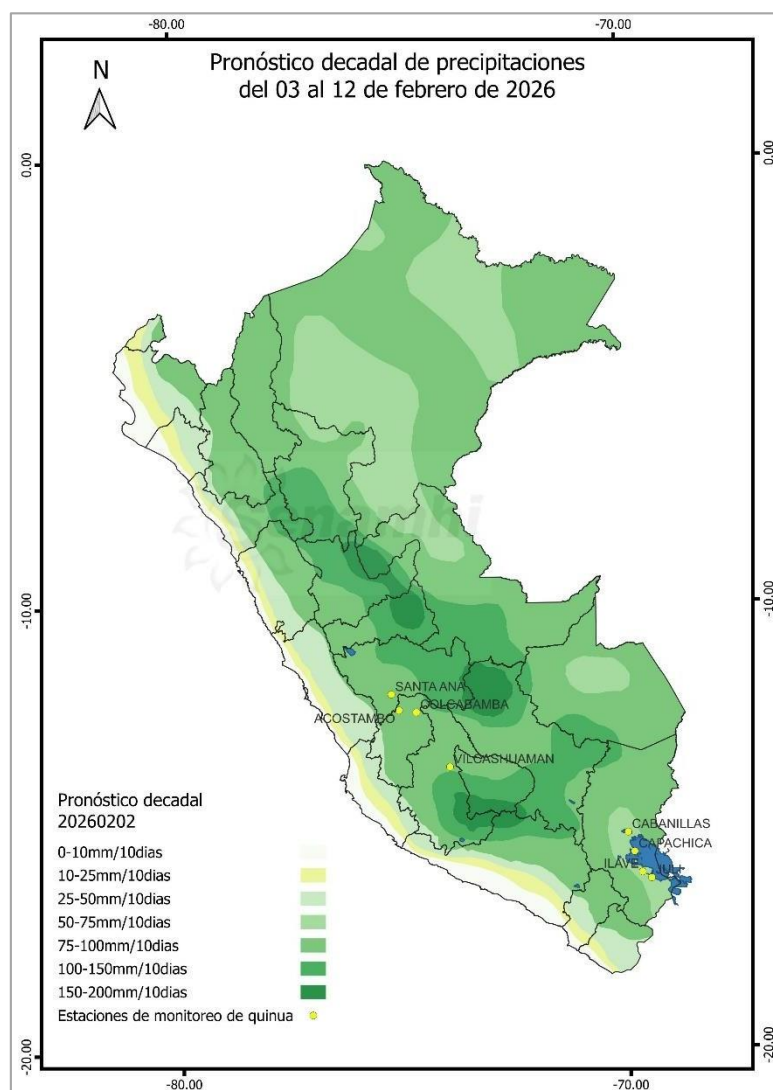 -80.00
-70.00
Pronóstico decadal de precipitaciones
del 03 al 12 de febrero de 2026
N
0.00
0.00
senamhi
-10.00
-10.00
SANTA ANA
ACOSTAMBO
COLCABAMBA
VILCASHUAMAN
Pronóstico decadal
20260202
CABANILLAS
CAPACHICA
ILAVE
JULI
0-10mm/10dias
10-25mm/10dias
25-50mm/10dias
50-75mm/10dias
75-100mm/10dias
100-150mm/10dias
150-200mm/10dias
Estaciones de monitoreo de quinua
-20.00
-20.00
-80.00
-70.00